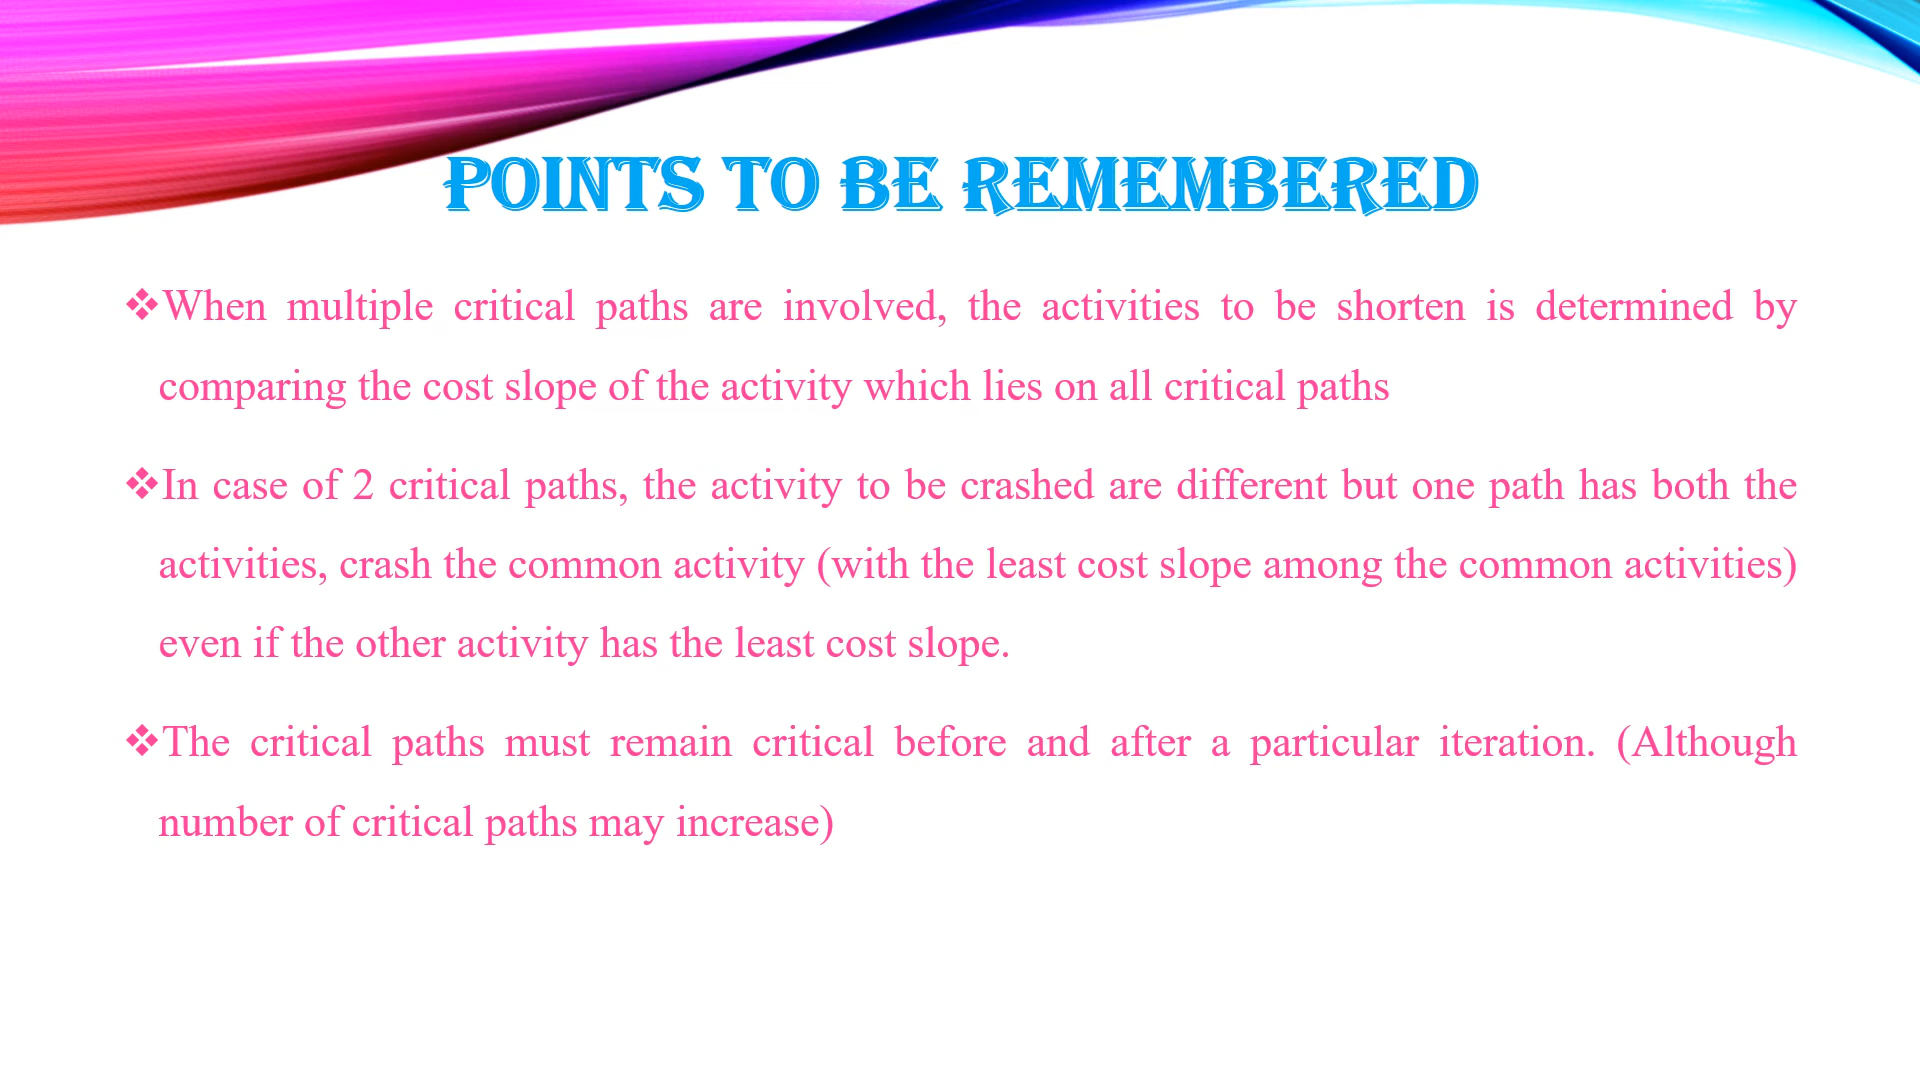 POINTS TO BE REMEMBERED
❖When multiple critical paths are involved, the activities to be shorten is determined by
comparing the cost slope of the activity which lies on all critical paths
❖In case of 2 critical paths, the activity to be crashed are different but one path has both the
activities, crash the common activity (with the least cost slope among the common activities)
even if the other activity has the least cost slope.
❖The critical paths must remain critical before and after a particular iteration. (Although
number of critical paths may increase)